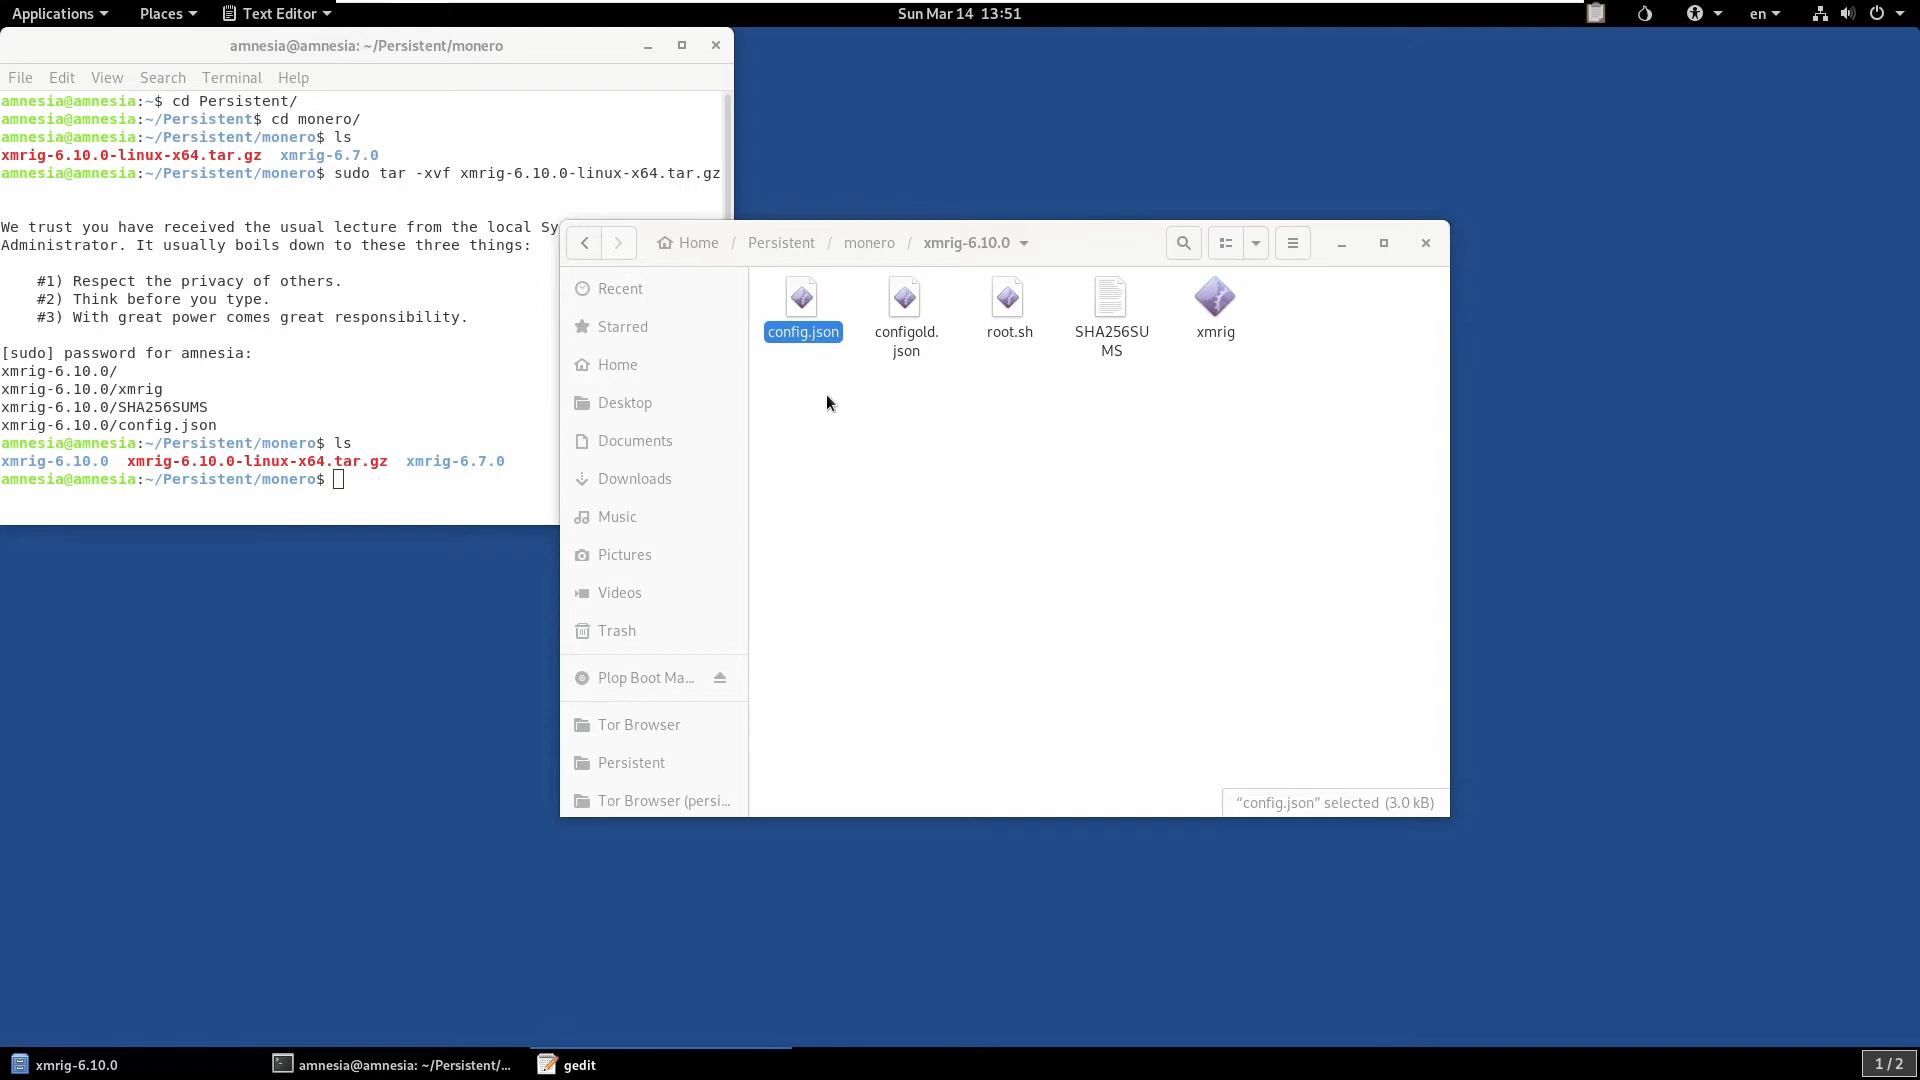 Applications Places Text Editor Sun Mar 14 13:51 en
amnesia@amnesia: ~/Persistent/monero
File Edit View Search Terminal Help
amnesia@amnesia:~$ cd Persistent/
amnesia@amnesia:~/Persistent$ cd monero/
amnesia@amnesia:~/Persistent/monero$ ls
xmrig-6.10.0-linux-x64.tar.gz xmrig-6.7.0
amnesia@amnesia:~/Persistent/monero$ sudo tar -xvf xmrig-6.10.0-linux-x64.tar.gz
We trust you have received the usual lecture from the local Sy
Administrator. It usually boils down to these three things:
#1) Respect the privacy of others.
#2) Think before you type.
#3) With great power comes great responsibility.
[sudo] password for amnesia:
xmrig-6.10.0/
xmrig-6.10.0/xmrig
xmrig-6.10.0/SHA256SUMS
xmrig-6.10.0/config.json
amnesia@amnesia:~/Persistent/monero$ ls
xmrig-6.10.0 xmrig-6.10.0-linux-x64.tar.gz xmrig-6.7.0
amnesia@amnesia:~/Persistent/monero$
Home / Persistent / monero / xmrig-6.10.0
Recent
Starred
Home
Desktop
Documents
Downloads
Music
Pictures
Videos
Trash
Plop Boot Ma...
Tor Browser
Persistent
Tor Browser (persi...
config.json
configold.
json
root.sh
SHA256SU
MS
xmrig
“config.json” selected (3.0 kB)
xmrig-6.10.0 amnesia@amnesia: ~/Persistent/... gedit 1 / 2